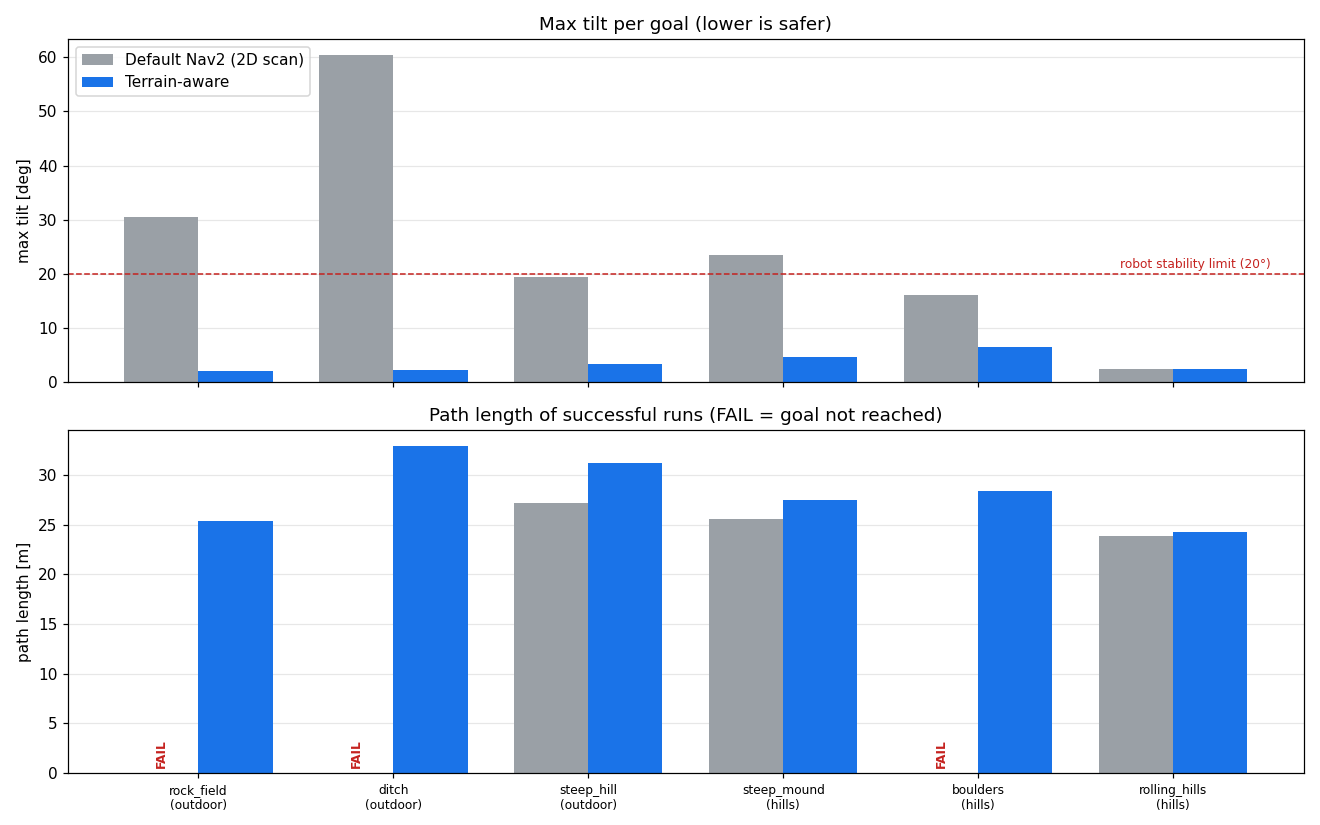 Max tilt per goal (lower is safer)
Default Nav2 (2D scan)
Terrain-aware
max tilt [deg]
60
50
40
30
20
10
0
robot stability limit (20°)
Path length of successful runs (FAIL = goal not reached)
path length [m]
30
25
20
15
10
5
0
FAIL
FAIL
FAIL
rock_field
(outdoor)
ditch
(outdoor)
steep_hill
(outdoor)
steep_mound
(hills)
boulders
(hills)
rolling_hills
(hills)